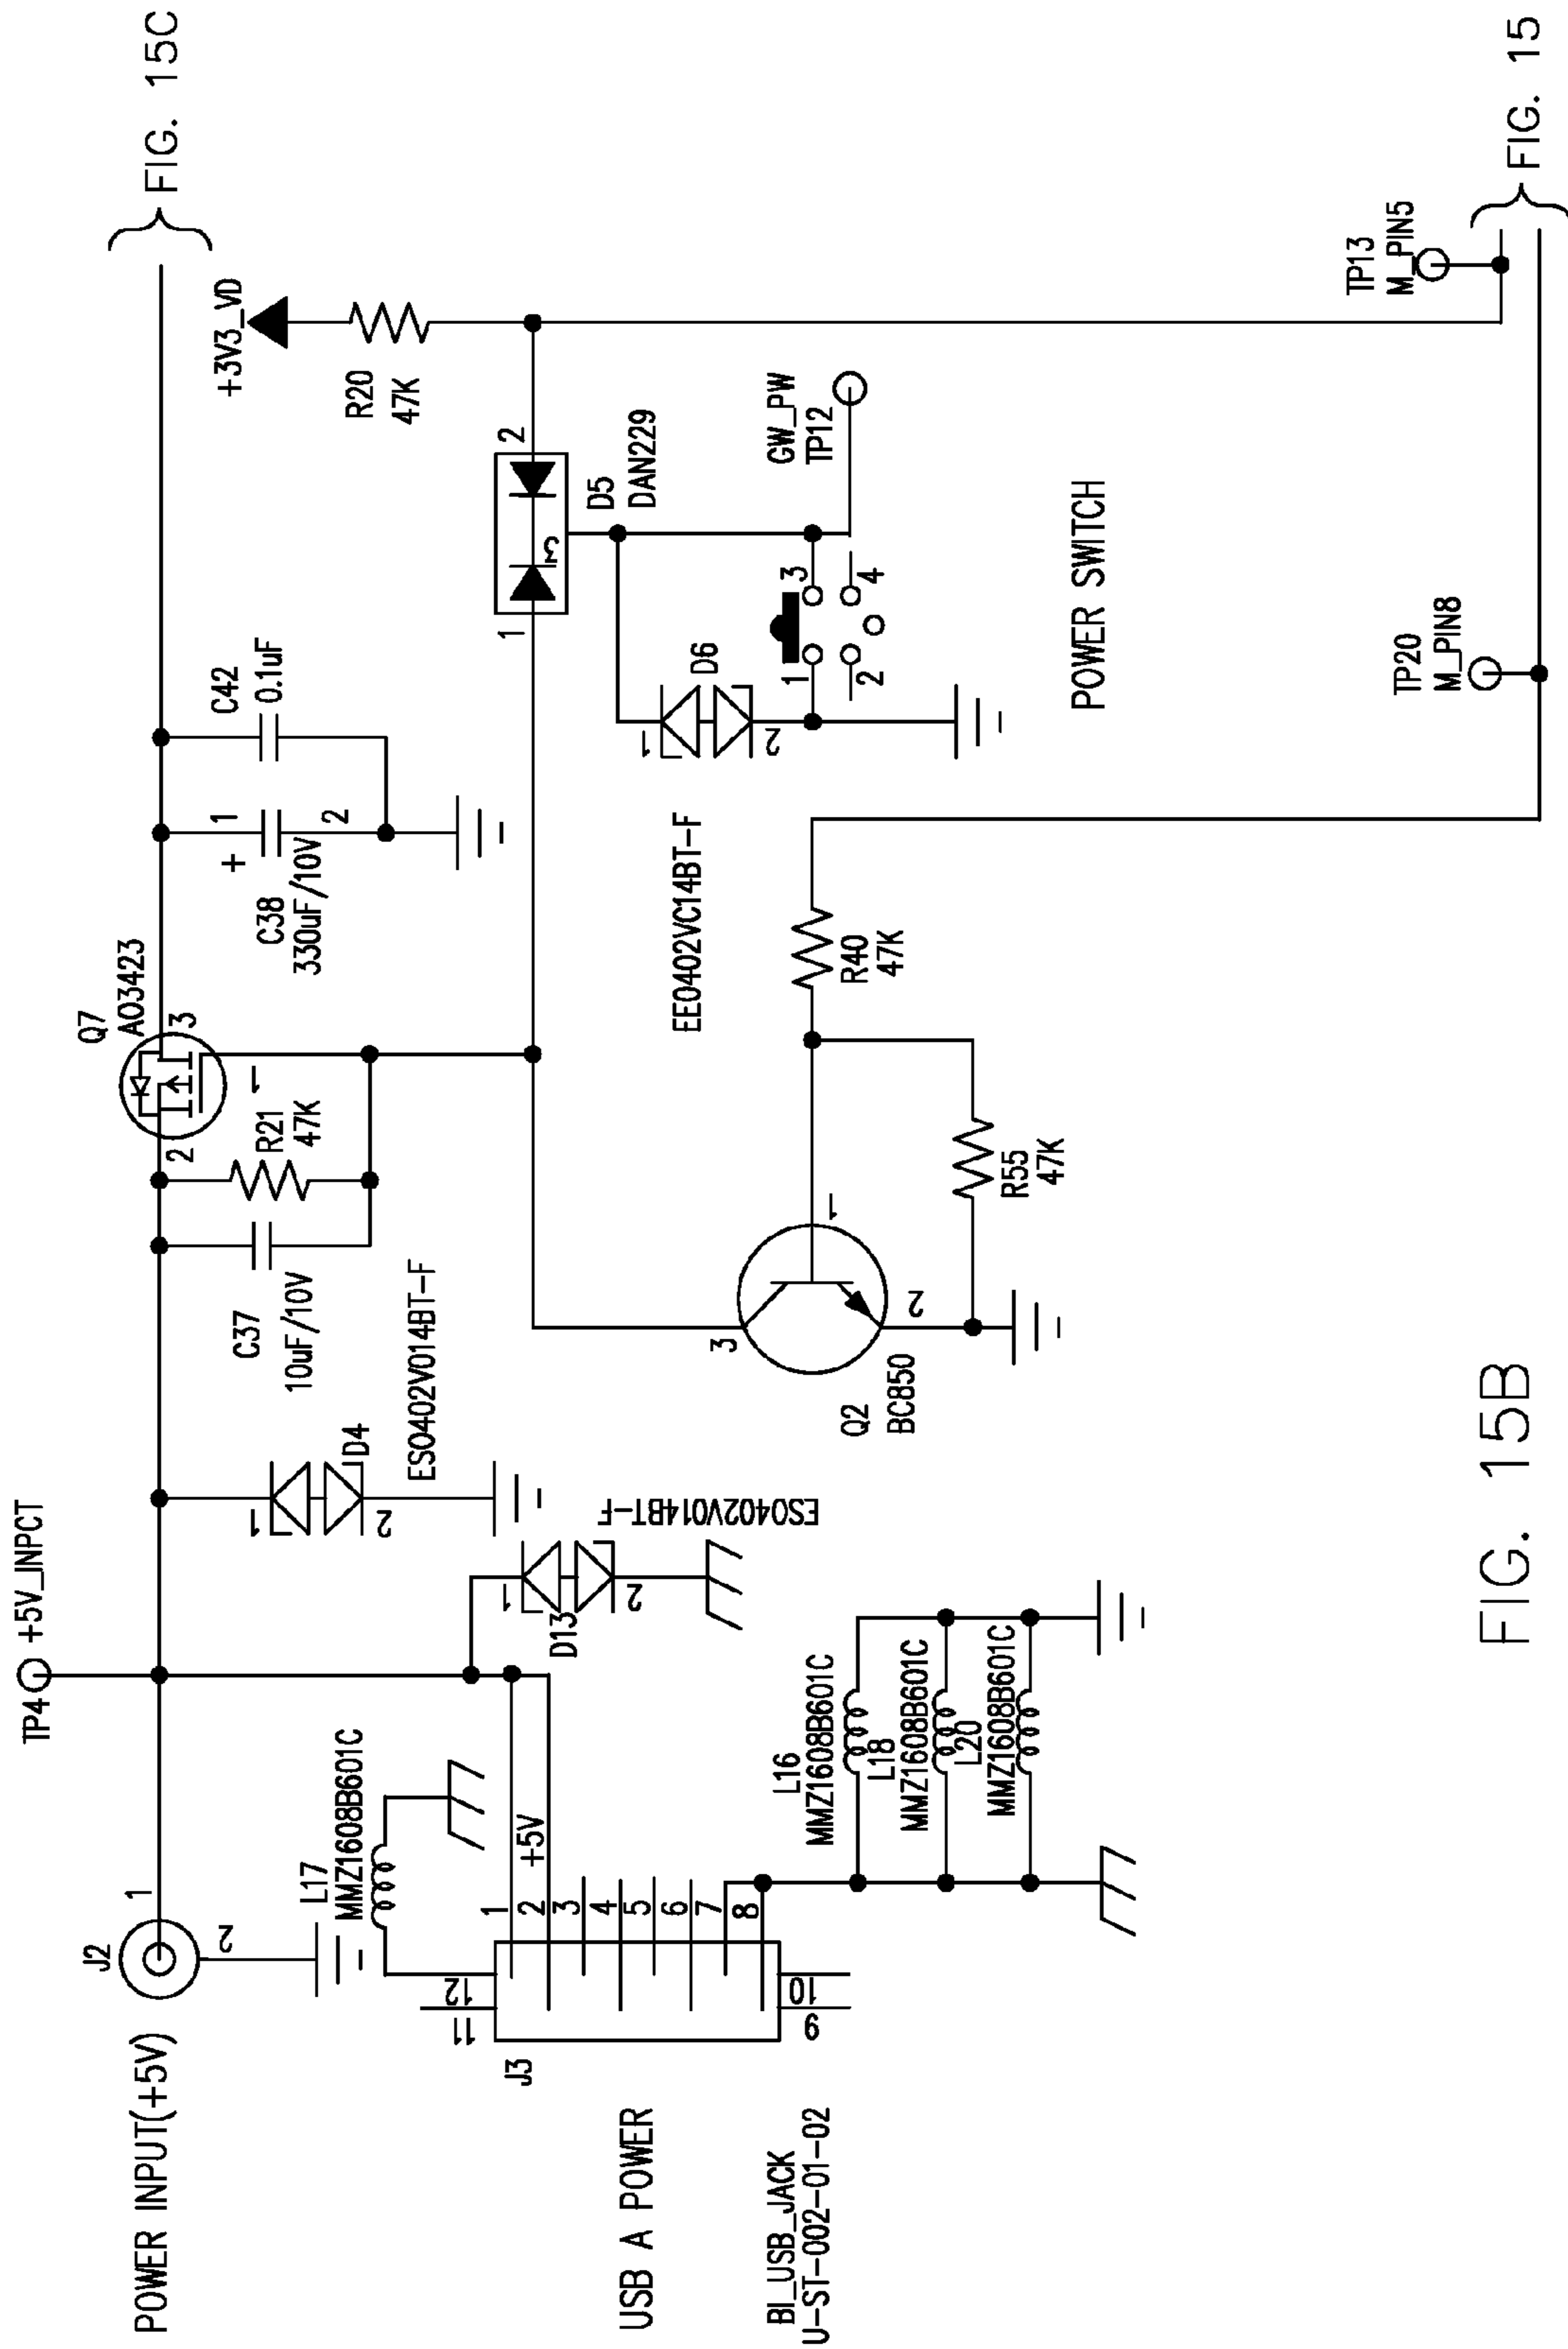 POWER INPUT(+5V)
J2
1
2
TP4
+5V_INPCT
L17
MMZ1608B601C
USB A POWER
BI_USB_JACK
U-ST-002-01-02
J3
11
12
9
10
1
2
3
4
5
6
7
8
+5V
D13
1
2
ESO402V014BT-F
L16
MMZ1608B601C
L18
MMZ1608B601C
L20
MMZ1608B601C
1
2
D4
ESO402V014BT-F
C37
10uF/10V
R21
47K
2
1
3
Q7
AO3423
+
1
2
C38
330uF/10V
C42
0.1uF
FIG. 15C
+3V3_VD
R20
47K
1
2
3
D5
DAN229
GW_PW
TP12
D6
1
2
EEO402VC14BT-F
1
2
3
4
POWER SWITCH
Q2
BC850
3
1
2
R55
47K
R40
47K
TP20
M_PIN8
TP13
M_PIN5
FIG. 15
FIG. 15B